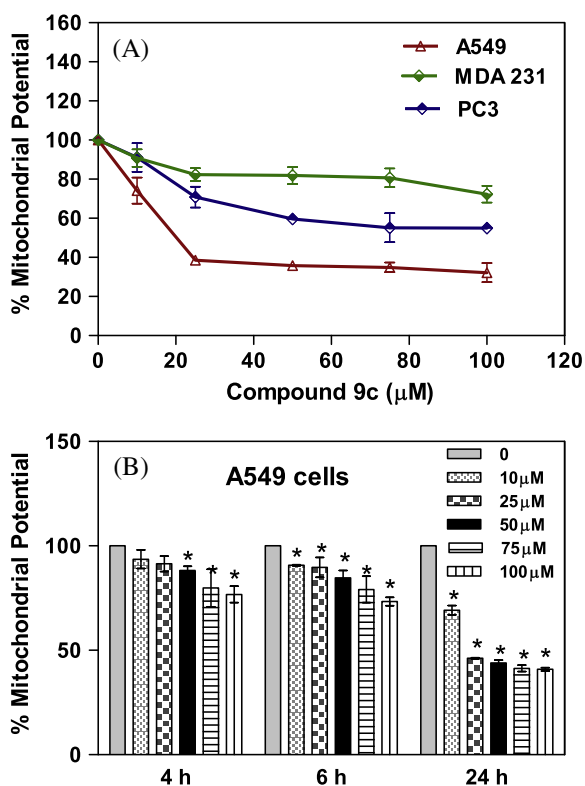 (A)
A549
MDA 231
PC3
% Mitochondrial Potential
160
140
120
100
80
60
40
20
0
0 20 40 60 80 100 120
Compound 9c (µM)
(B)
A549 cells
0
10µM
25µM
50µM
75µM
100µM
% Mitochondrial Potential
150
100
50
0
* * *
* * * * *
* * * * *
4 h 6 h 24 h